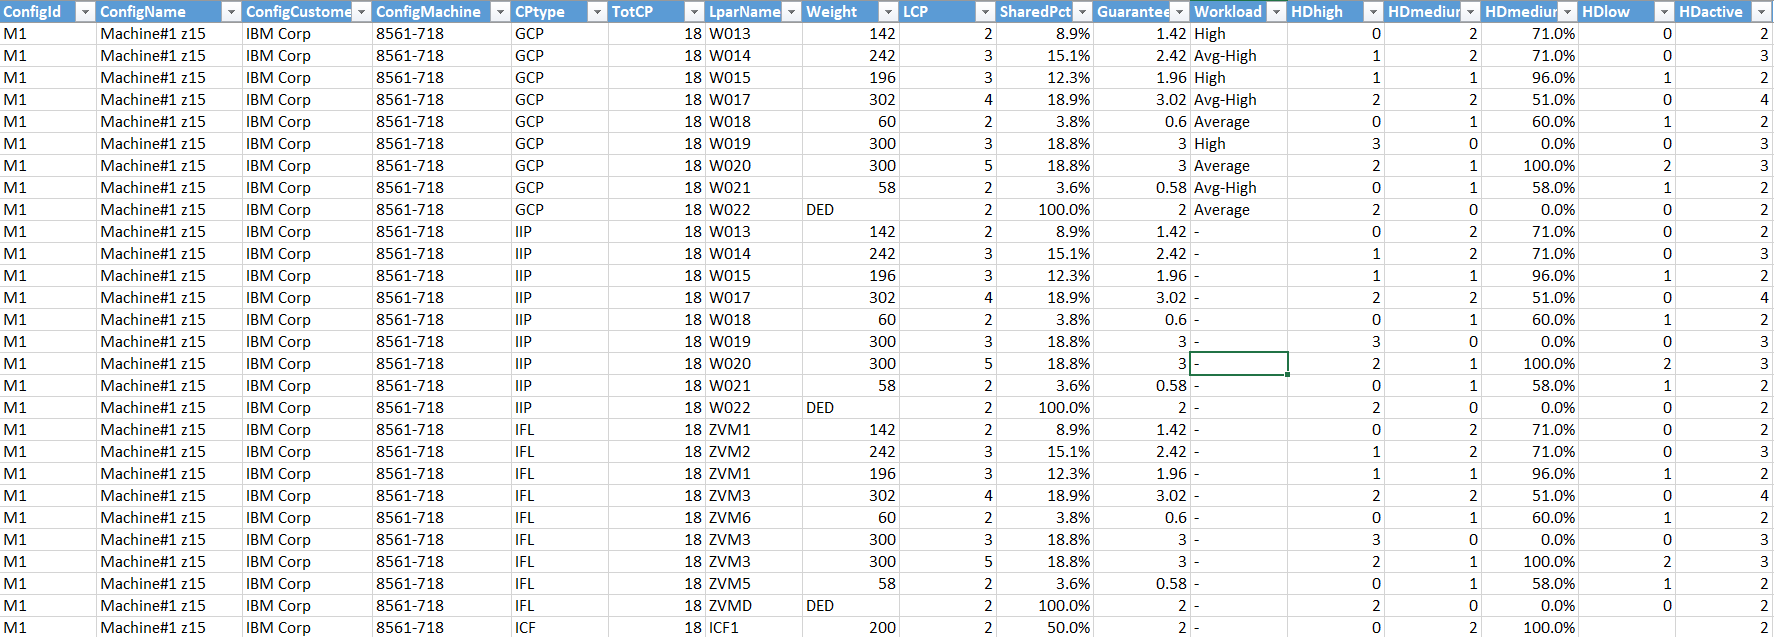 ConfigId ConfigName ConfigCustome ConfigMachine CPtype TotCP LparName Weight LCP SharedPct Guarantee Workload HDhigh HDmediur HDmediur HDlow HDactive
M1 Machine#1 z15 IBM Corp 8561-718 GCP 18 W013 142 2 8.9% 1.42 High 0 2 71.0% 0 2
M1 Machine#1 z15 IBM Corp 8561-718 GCP 18 W014 242 3 15.1% 2.42 Avg-High 1 2 71.0% 0 3
M1 Machine#1 z15 IBM Corp 8561-718 GCP 18 W015 196 3 12.3% 1.96 High 1 1 96.0% 1 2
M1 Machine#1 z15 IBM Corp 8561-718 GCP 18 W017 302 4 18.9% 3.02 Avg-High 2 2 51.0% 0 4
M1 Machine#1 z15 IBM Corp 8561-718 GCP 18 W018 60 2 3.8% 0.6 Average 0 1 60.0% 1 2
M1 Machine#1 z15 IBM Corp 8561-718 GCP 18 W019 300 3 18.8% 3 High 3 0 0.0% 0 3
M1 Machine#1 z15 IBM Corp 8561-718 GCP 18 W020 300 5 18.8% 3 Average 2 1 100.0% 2 3
M1 Machine#1 z15 IBM Corp 8561-718 GCP 18 W021 58 2 3.6% 0.58 Avg-High 0 1 58.0% 1 2
M1 Machine#1 z15 IBM Corp 8561-718 GCP 18 W022 DED 2 100.0% 2 Average 2 0 0.0% 0 2
M1 Machine#1 z15 IBM Corp 8561-718 IIP 18 W013 142 2 8.9% 1.42 - 0 2 71.0% 0 2
M1 Machine#1 z15 IBM Corp 8561-718 IIP 18 W014 242 3 15.1% 2.42 - 1 2 71.0% 0 3
M1 Machine#1 z15 IBM Corp 8561-718 IIP 18 W015 196 3 12.3% 1.96 - 1 1 96.0% 1 2
M1 Machine#1 z15 IBM Corp 8561-718 IIP 18 W017 302 4 18.9% 3.02 - 2 2 51.0% 0 4
M1 Machine#1 z15 IBM Corp 8561-718 IIP 18 W018 60 2 3.8% 0.6 - 0 1 60.0% 1 2
M1 Machine#1 z15 IBM Corp 8561-718 IIP 18 W019 300 3 18.8% 3 - 3 0 0.0% 0 3
M1 Machine#1 z15 IBM Corp 8561-718 IIP 18 W020 300 5 18.8% 3 - 2 1 100.0% 2 3
M1 Machine#1 z15 IBM Corp 8561-718 IIP 18 W021 58 2 3.6% 0.58 - 0 1 58.0% 1 2
M1 Machine#1 z15 IBM Corp 8561-718 IIP 18 W022 DED 2 100.0% 2 - 2 0 0.0% 0 2
M1 Machine#1 z15 IBM Corp 8561-718 IFL 18 ZVM1 142 2 8.9% 1.42 - 0 2 71.0% 0 2
M1 Machine#1 z15 IBM Corp 8561-718 IFL 18 ZVM2 242 3 15.1% 2.42 - 1 2 71.0% 0 3
M1 Machine#1 z15 IBM Corp 8561-718 IFL 18 ZVM1 196 3 12.3% 1.96 - 1 1 96.0% 1 2
M1 Machine#1 z15 IBM Corp 8561-718 IFL 18 ZVM3 302 4 18.9% 3.02 - 2 2 51.0% 0 4
M1 Machine#1 z15 IBM Corp 8561-718 IFL 18 ZVM6 60 2 3.8% 0.6 - 0 1 60.0% 1 2
M1 Machine#1 z15 IBM Corp 8561-718 IFL 18 ZVM3 300 3 18.8% 3 - 3 0 0.0% 0 3
M1 Machine#1 z15 IBM Corp 8561-718 IFL 18 ZVM3 300 5 18.8% 3 - 2 1 100.0% 2 3
M1 Machine#1 z15 IBM Corp 8561-718 IFL 18 ZVM5 58 2 3.6% 0.58 - 0 1 58.0% 1 2
M1 Machine#1 z15 IBM Corp 8561-718 IFL 18 ZVMD DED 2 100.0% 2 - 2 0 0.0% 0 2
M1 Machine#1 z15 IBM Corp 8561-718 ICF 18 ICF1 200 2 50.0% 2 - 0 2 100.0% 2